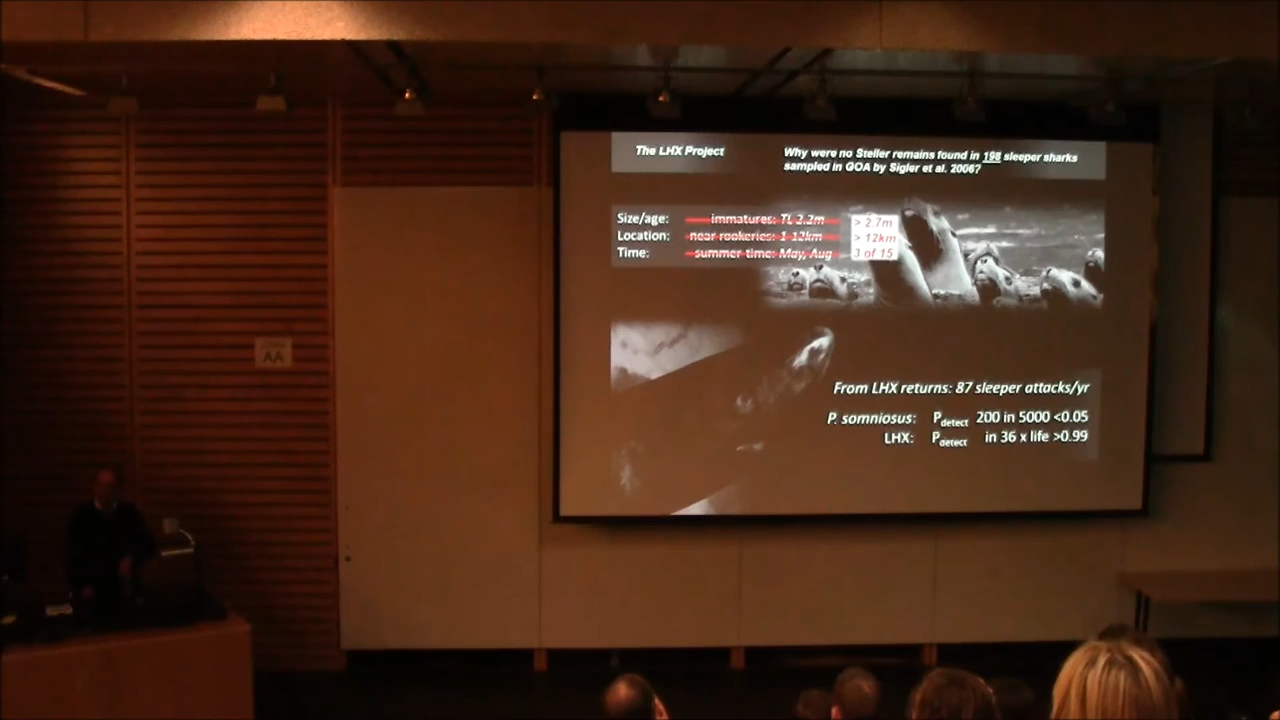 The LHX Project
Why were no Steller remains found in 198 sleeper sharks
sampled in GOA by Sigler et al. 2006?
Size/age: immatures: TL 2.2m > 2.7m
Location: near rookeries: 1-12km > 12km
Time: summer time: May, Aug 3 of 15
From LHX returns: 87 sleeper attacks/yr
P. somniosus: Pdetect 200 in 5000 <0.05
LHX: Pdetect in 36 x life >0.99
AA